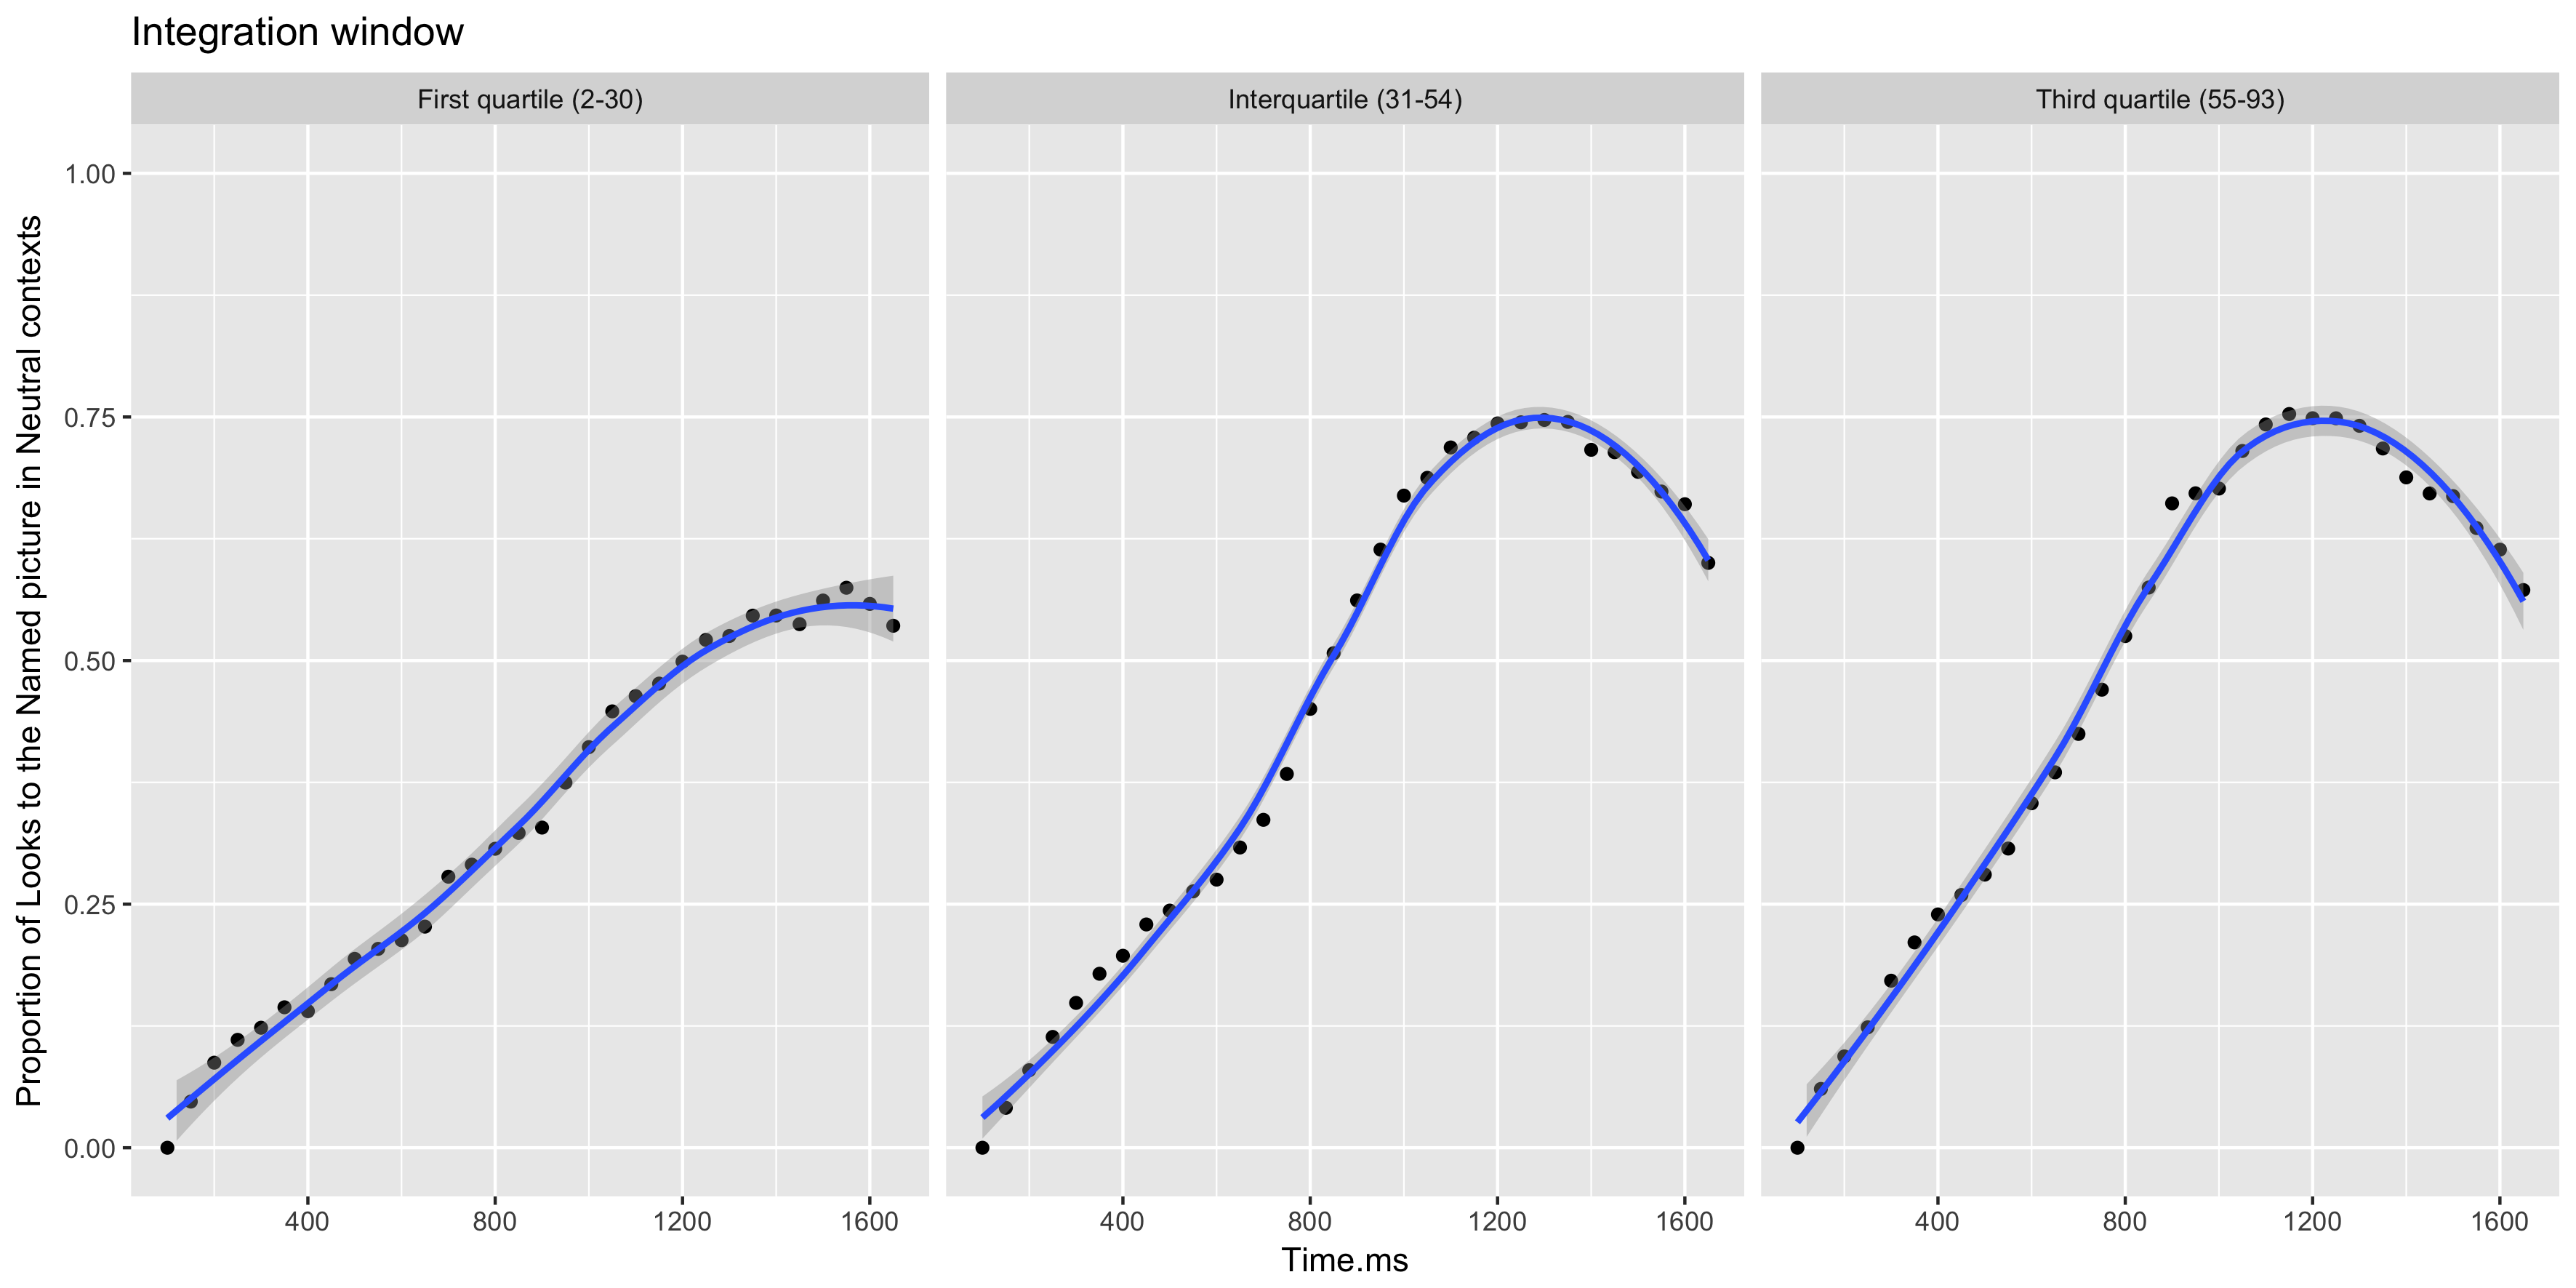 Integration window
First quartile (2-30)
Interquartile (31-54)
Third quartile (55-93)
Proportion of Looks to the Named picture in Neutral contexts
1.00
0.75
0.50
0.25
0.00
400 800 1200 1600
400 800 1200 1600
400 800 1200 1600
Time.ms